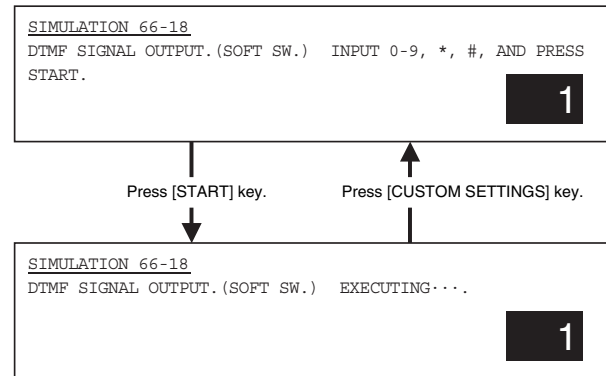 SIMULATION 66-18
DTMF SIGNAL OUTPUT.(SOFT SW.) INPUT 0-9, *, #, AND PRESS
START.
1
Press [START] key.
Press [CUSTOM SETTINGS] key.
SIMULATION 66-18
DTMF SIGNAL OUTPUT.(SOFT SW.) EXECUTING···.
1